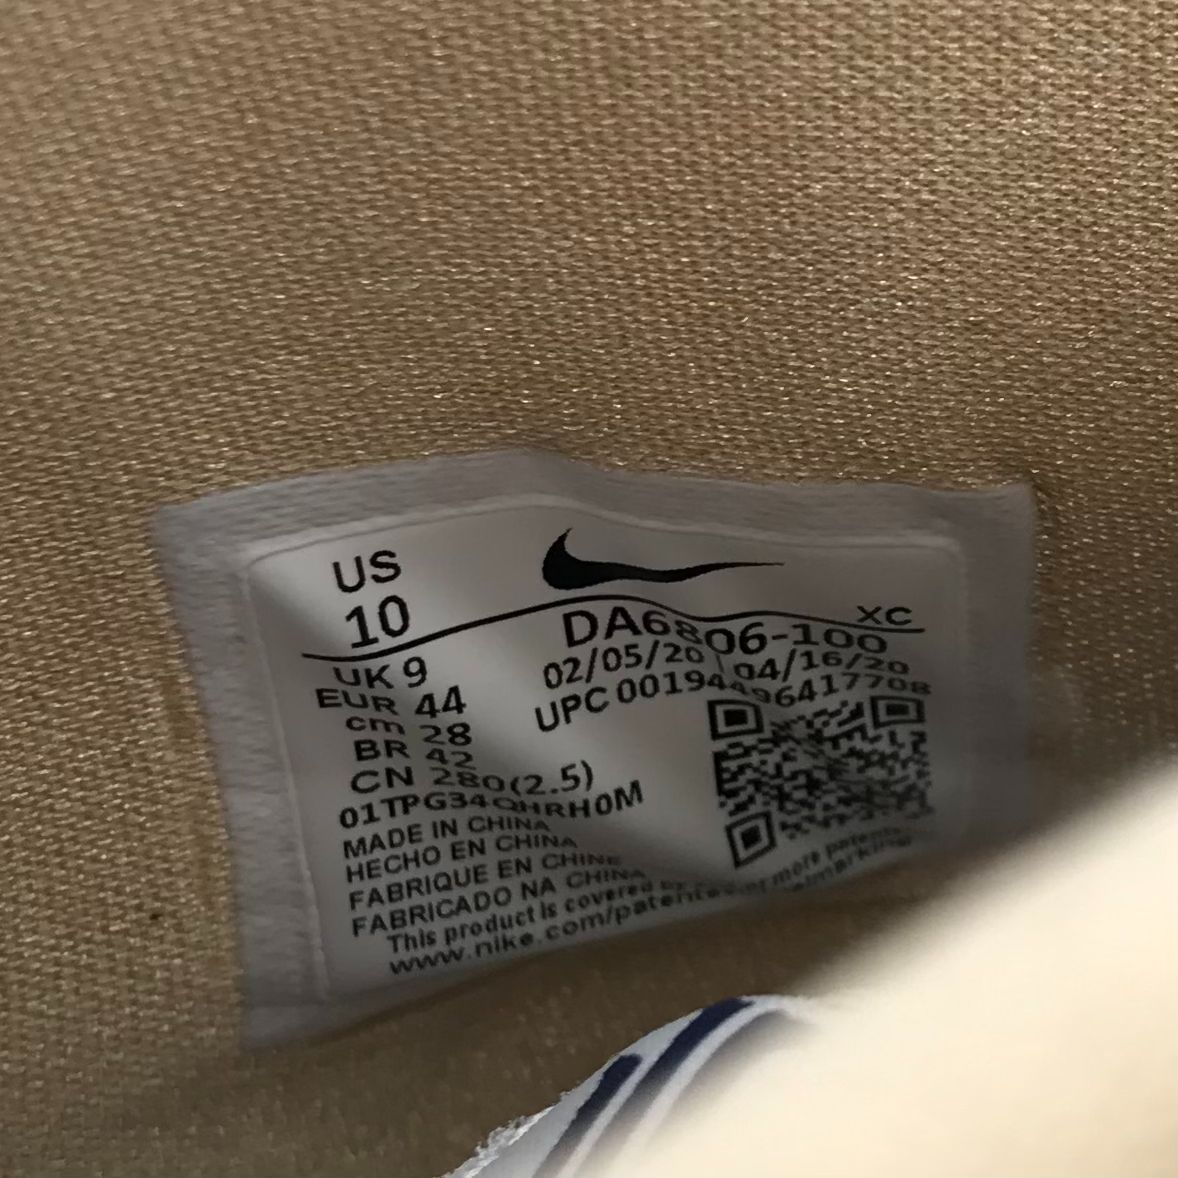 US
10
XC
DA6806-100
UK 9
02/05/20 04/16/20
EUR 44
UPC 00194496417708
cm 28
BR 42
CN 280(2.5)
01TPG34QHRH0M
MADE IN CHINA
HECHO EN CHINA
FABRIQUE EN CHINE
FABRICADO NA CHINA
This product is covered by more patents
www.nike.com/patents